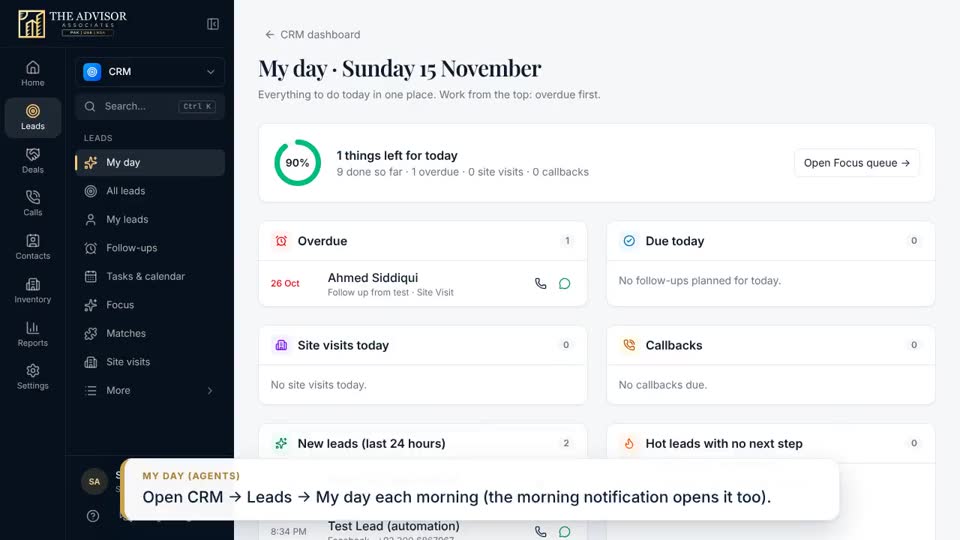 THE ADVISOR
ASSOCIATES
PAK | UAE | USA
Home
Leads
Deals
Calls
Contacts
Inventory
Reports
Settings
CRM
Search... Ctrl K
LEADS
My day
All leads
My leads
Follow-ups
Tasks & calendar
Focus
Matches
Site visits
More
SA
← CRM dashboard
My day · Sunday 15 November
Everything to do today in one place. Work from the top: overdue first.
90%
1 things left for today
9 done so far · 1 overdue · 0 site visits · 0 callbacks
Open Focus queue →
Overdue 1
26 Oct Ahmed Siddiqui
Follow up from test · Site Visit
Due today 0
No follow-ups planned for today.
Site visits today 0
No site visits today.
Callbacks 0
No callbacks due.
New leads (last 24 hours) 2
Hot leads with no next step 0
MY DAY (AGENTS)
Open CRM → Leads → My day each morning (the morning notification opens it too).
8:34 PM Test Lead (automation)